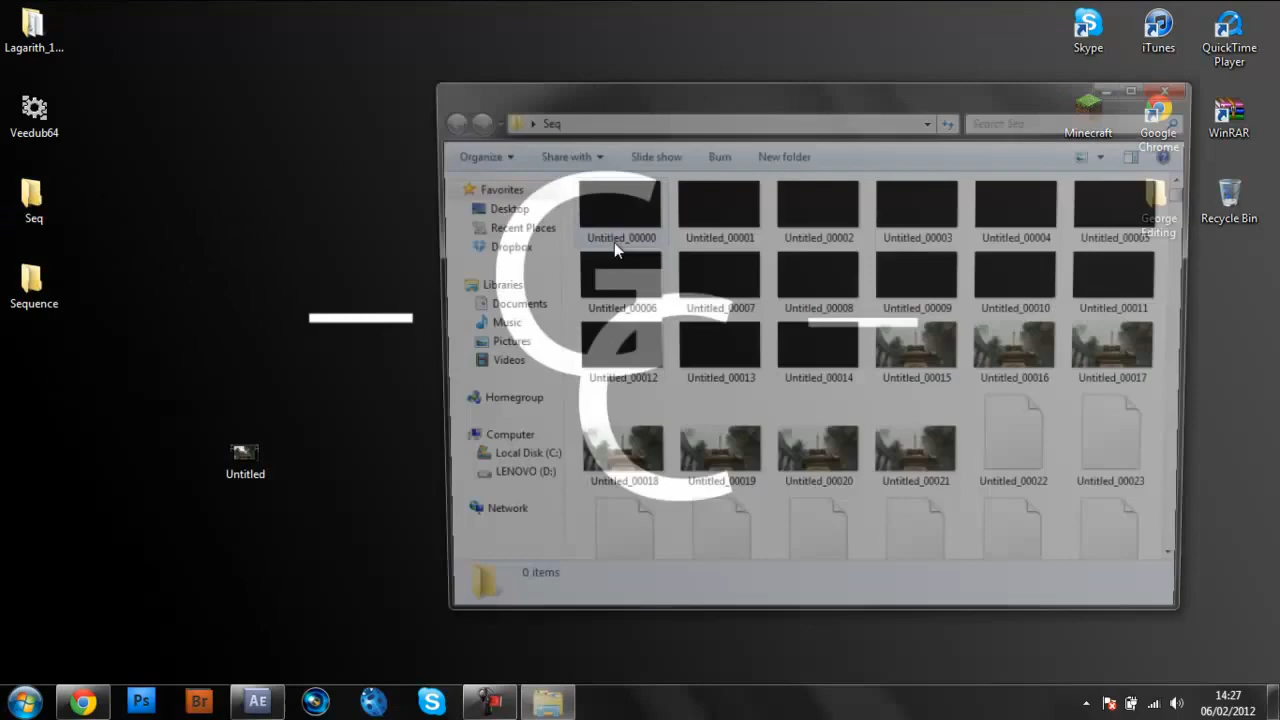 Lagarith_1...
Veedub64
Seq
Sequence
Untitled
Skype
iTunes
QuickTime
Player
Minecraft
Google
Chrome
WinRAR
George
Editing
Recycle Bin
Seq
Search Seq
Organize
Share with
Slide show
Burn
New folder
Favorites
Desktop
Recent Places
Dropbox
Libraries
Documents
Music
Pictures
Videos
Homegroup
Computer
Local Disk (C:)
LENOVO (D:)
Network
Untitled_00000 Untitled_00001 Untitled_00002 Untitled_00003 Untitled_00004 Untitled_00005
Untitled_00006 Untitled_00007 Untitled_00008 Untitled_00009 Untitled_00010 Untitled_00011
Untitled_00012 Untitled_00013 Untitled_00014 Untitled_00015 Untitled_00016 Untitled_00017
Untitled_00018 Untitled_00019 Untitled_00020 Untitled_00021 Untitled_00022 Untitled_00023
0 items
G
C
Ps
Br
AE
14:27
06/02/2012